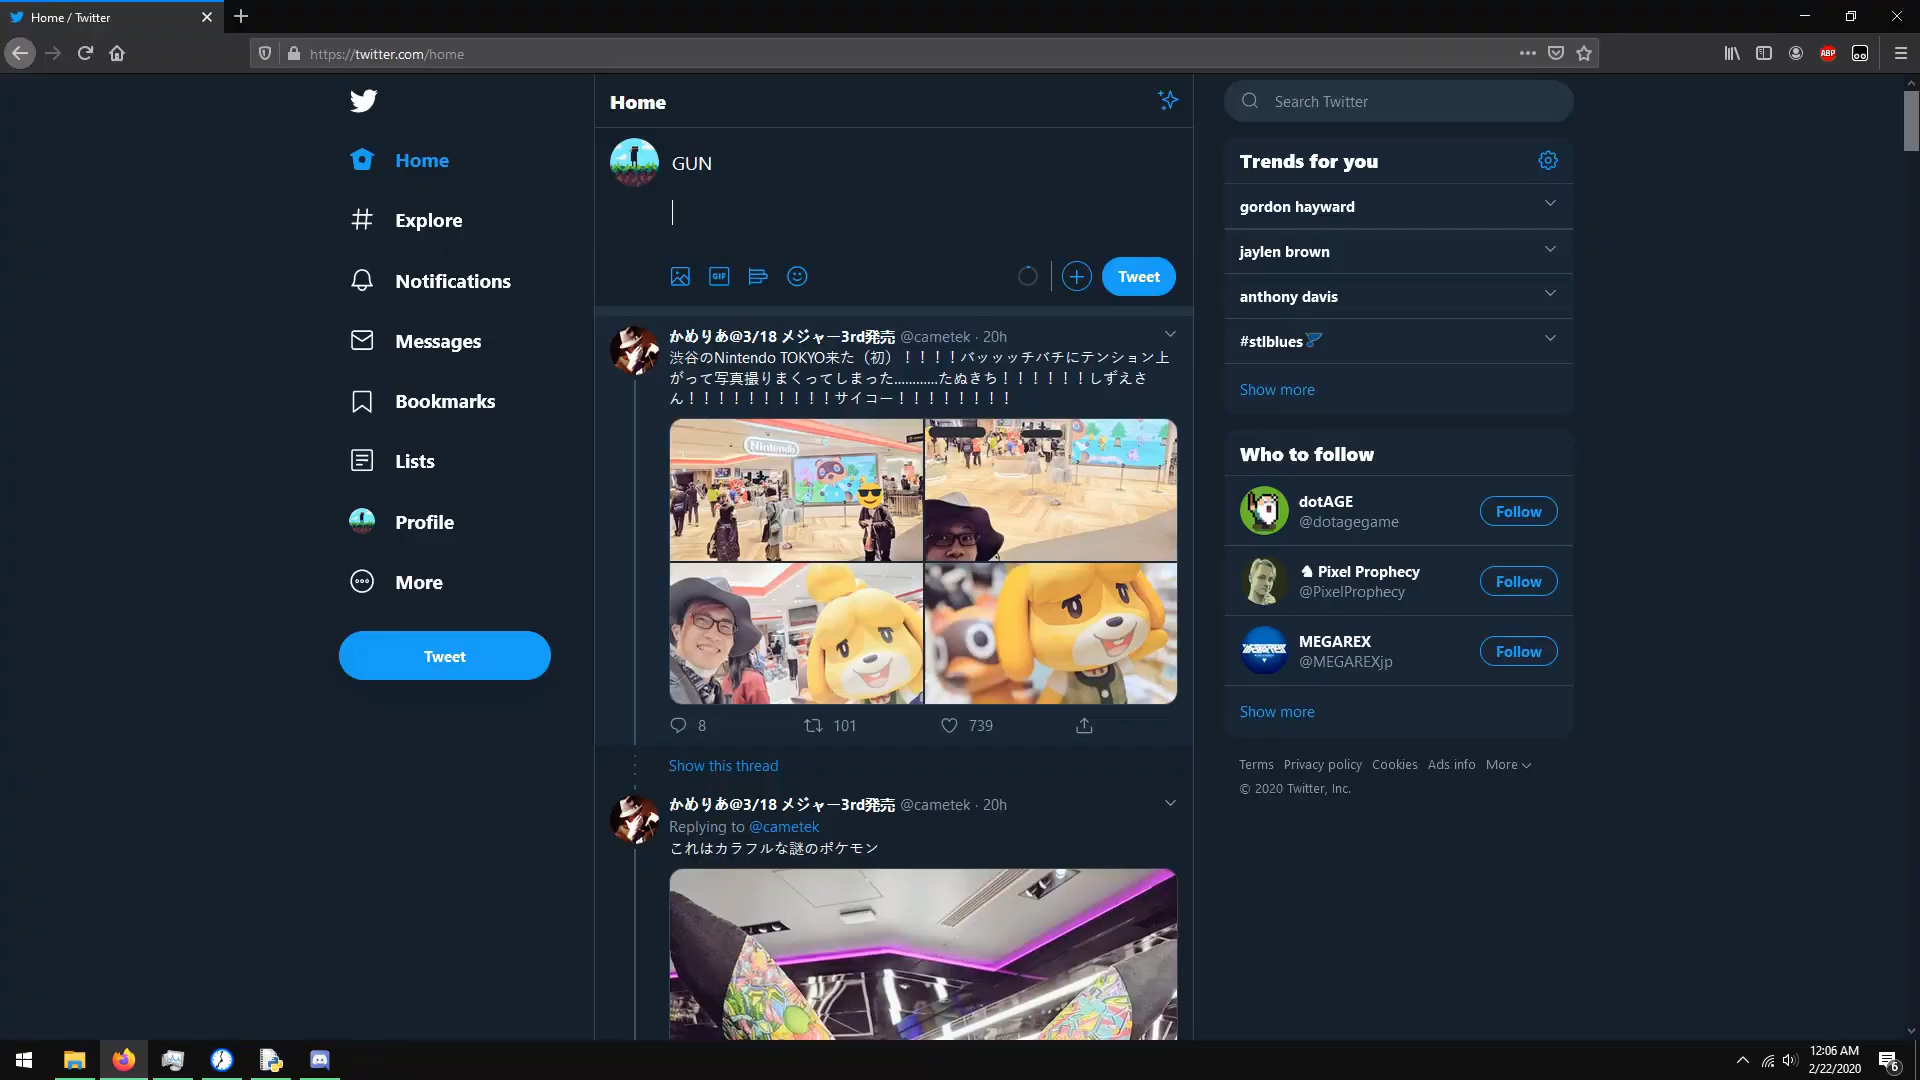 Home / Twitter
https://twitter.com/home
ABP
Home
Explore
Notifications
Messages
Bookmarks
Lists
Profile
More
Tweet
Home
GUN
GIF
Tweet
かめりあ@3/18 メジャー3rd発売 @cametek · 20h
渋谷のNintendo TOKYO来た（初）！！！！バッッッチバチにテンション上
がって写真撮りまくってしまった…………たぬきち！！！！！！しずえさ
ん！！！！！！！！！！サイコー！！！！！！！！
Nintendo
8
101
739
Show this thread
かめりあ@3/18 メジャー3rd発売 @cametek · 20h
Replying to @cametek
これはカラフルな謎のポケモン
Search Twitter
Trends for you
gordon hayward
jaylen brown
anthony davis
#stlblues
Show more
Who to follow
dotAGE
@dotagegame
Follow
♞ Pixel Prophecy
@PixelProphecy
Follow
MEGAREX
@MEGAREXjp
Follow
Show more
Terms Privacy policy Cookies Ads info More
© 2020 Twitter, Inc.
12:06 AM
2/22/2020
6